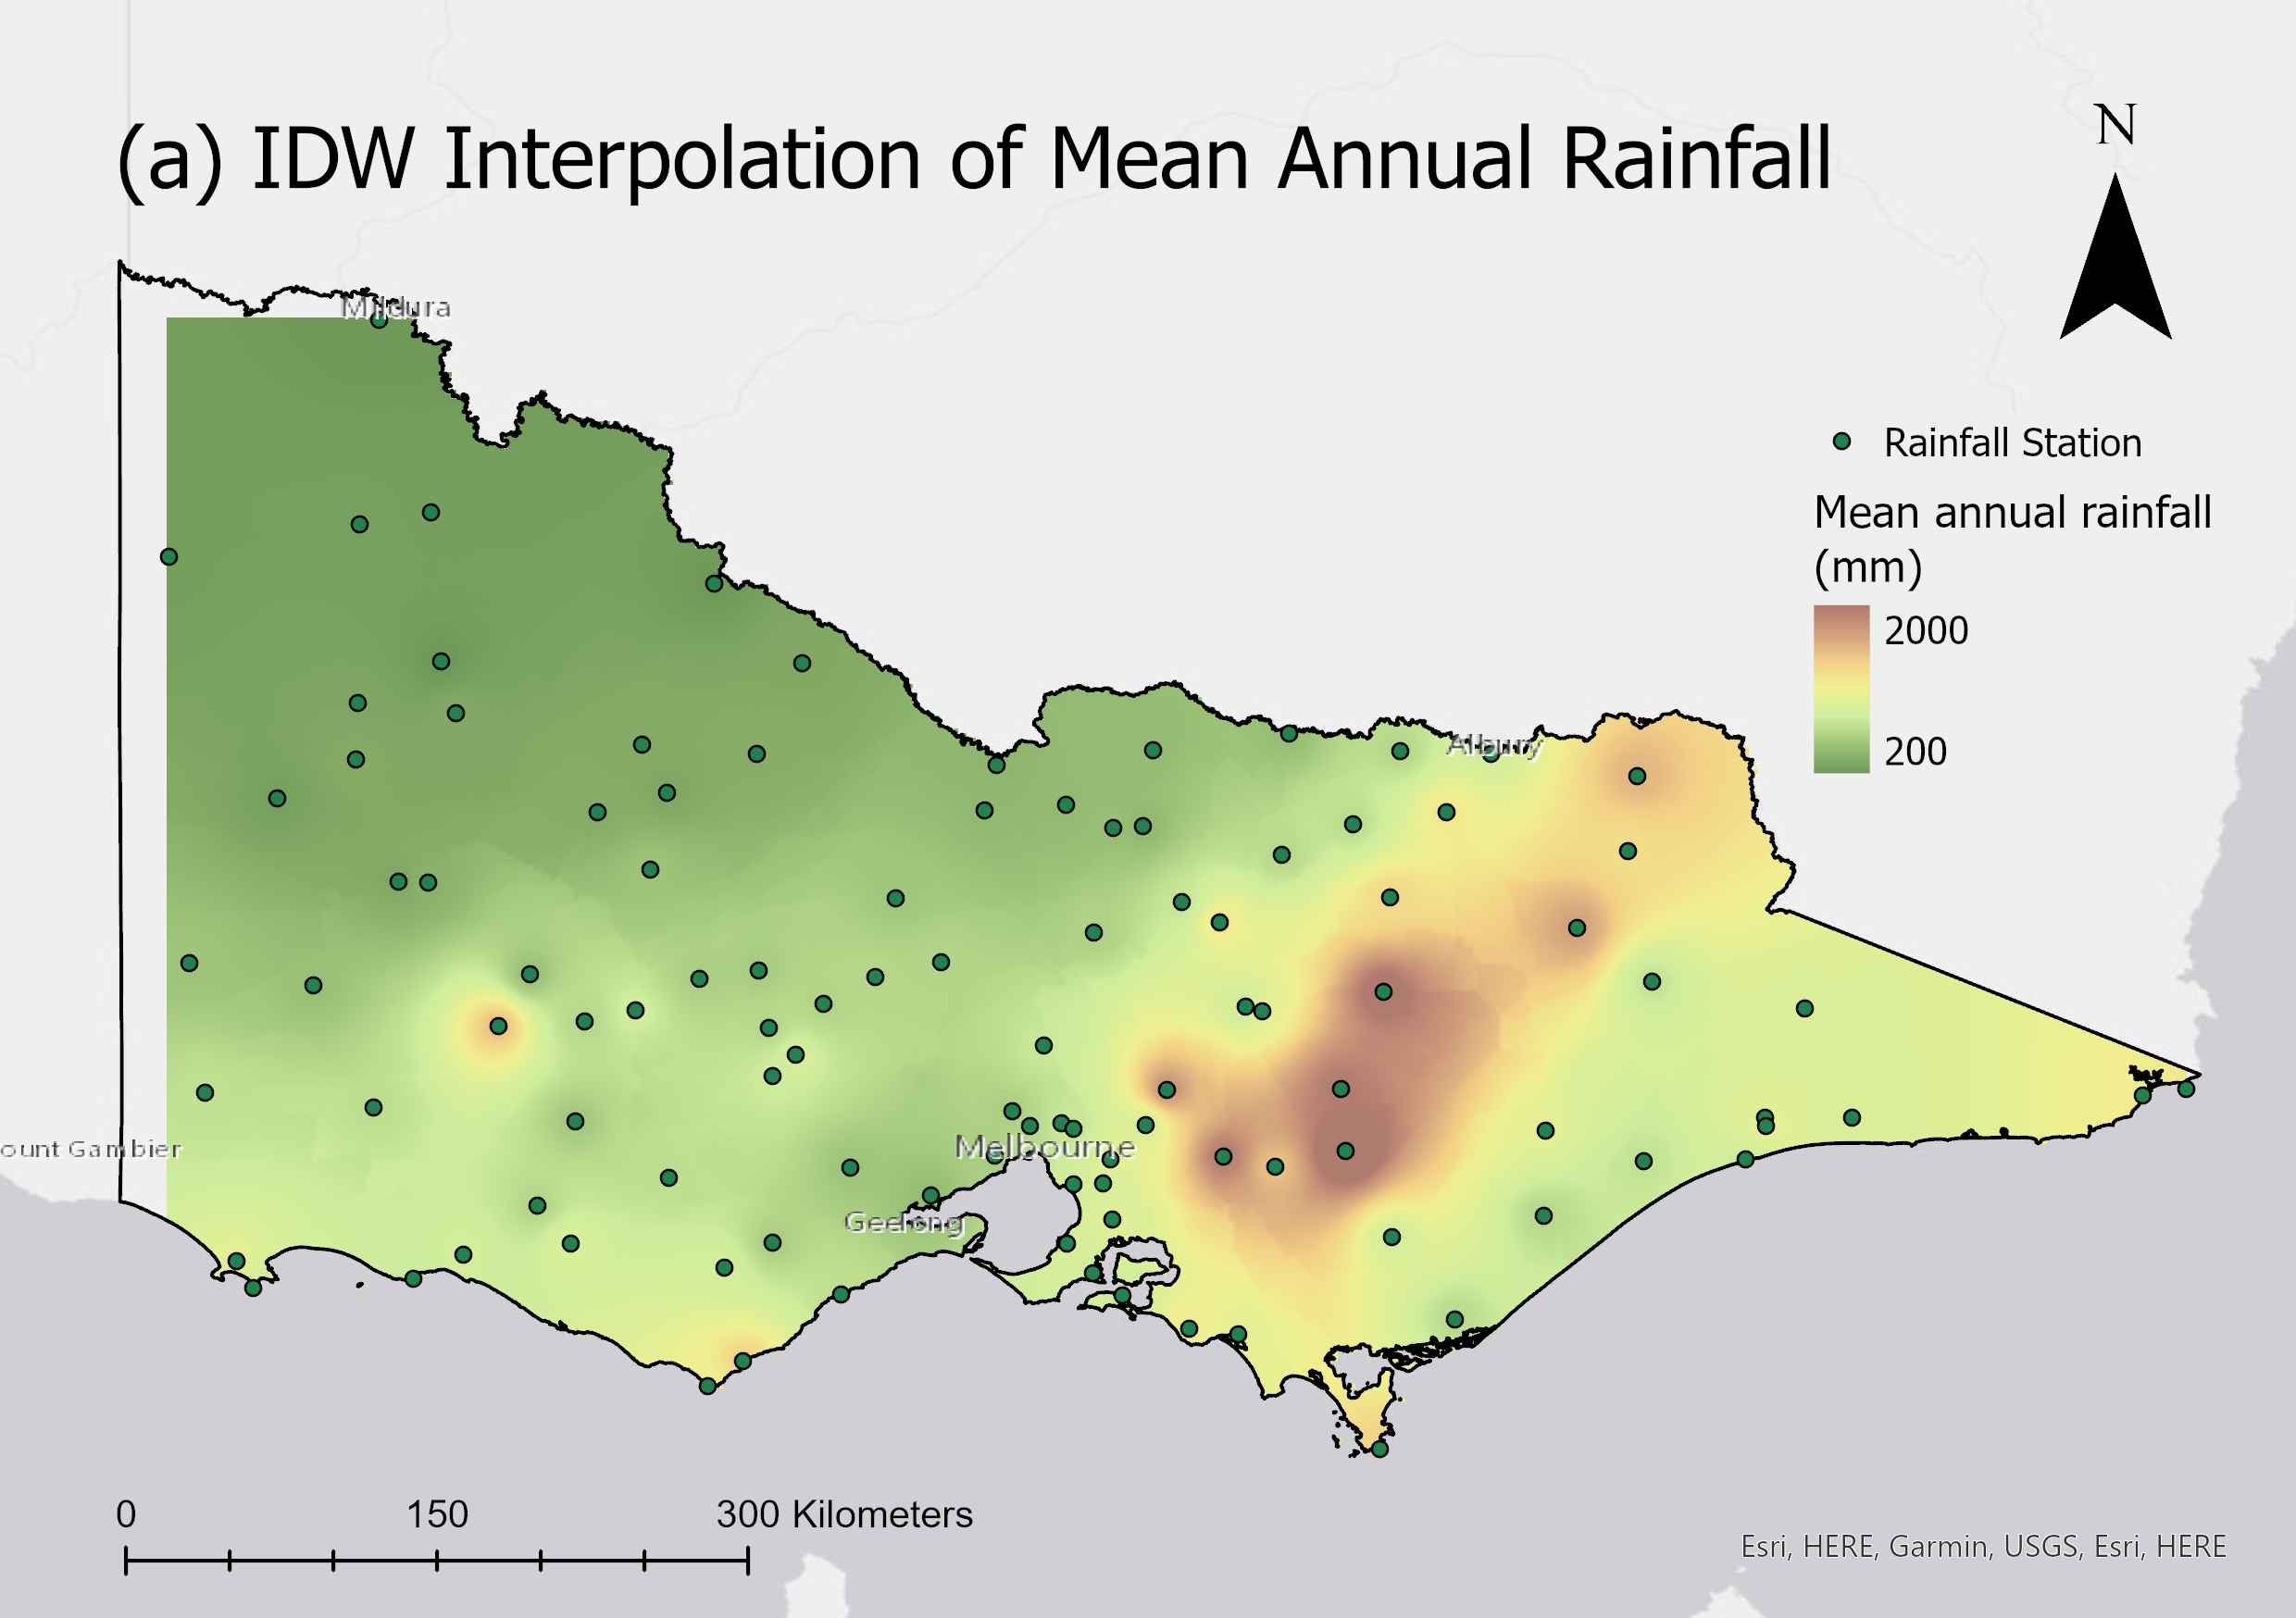 (a) IDW Interpolation of Mean Annual Rainfall
N
Mildura
Rainfall Station
Mean annual rainfall
(mm)
2000
200
Albury
Melbourne
ount Gambier
Geelong
0 150 300 Kilometers
Esri, HERE, Garmin, USGS, Esri, HERE